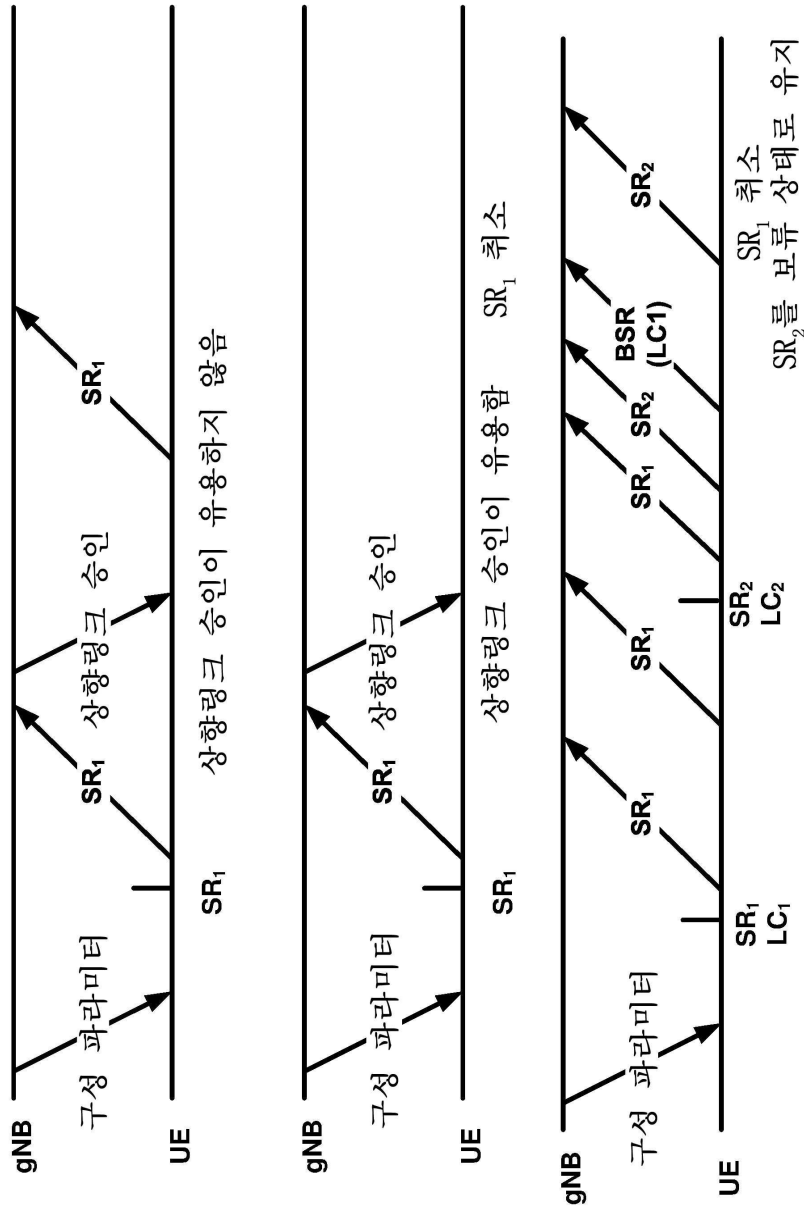 gNB
구성 파라미터
SR₁
상향링크 승인
SR₁
UE
SR₁
상향링크 승인이 유용하지 않음
gNB
구성 파라미터
SR₁
상향링크 승인
UE
SR₁
상향링크 승인이 유용함
SR₁ 취소
gNB
구성 파라미터
SR₁
SR₁
SR₁
SR₂
BSR
(LC1)
SR₂
UE
SR₁
LC₁
SR₂
LC₂
SR₁ 취소
SR₂를 보류 상태로 유지